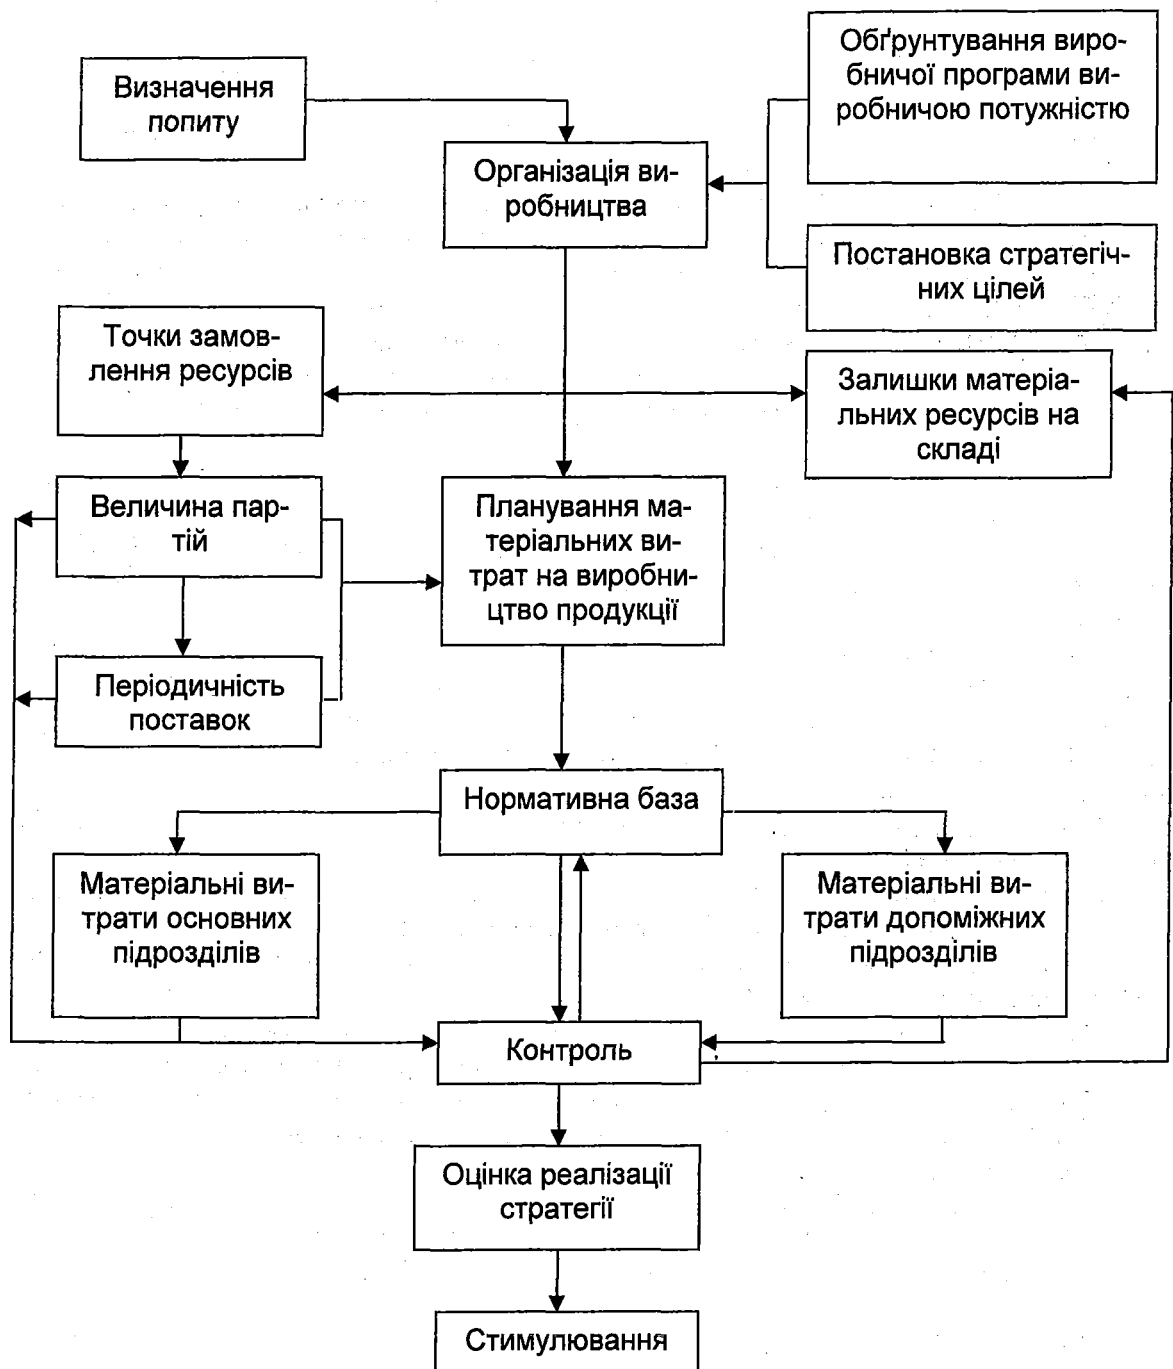 Визначення
попиту
Обґрунтування виро-
бничої програми ви-
робничою потужністю
Організація ви-
робництва
Постановка стратегіч-
них цілей
Точки замов-
лення ресурсів
Залишки матеріа-
льних ресурсів на
складі
Величина пар-
тій
Планування ма-
теріальних ви-
трат на виробни-
цтво продукції
Періодичність
поставок
Нормативна база
Матеріальні ви-
трати основних
підрозділів
Матеріальні ви-
трати допоміжних
підрозділів
Контроль
Оцінка реалізації
стратегії
Стимулювання